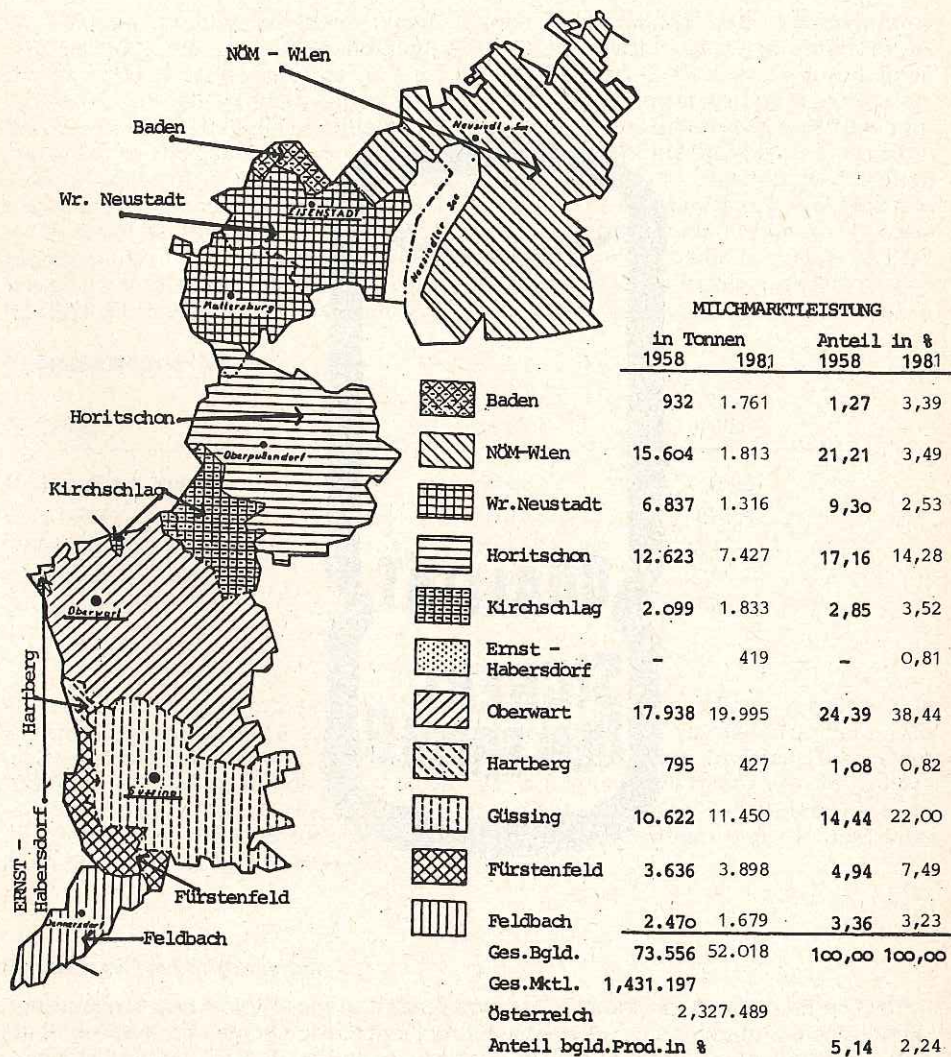 NÖM - Wien
Baden
Neusiedl a. See
Wr. Neustadt
EISENSTADT
Neusiedler See
Mattersburg
Horitschon
Oberpullendorf
Kirchschlag
Oberwart
Hartberg
ERNST -
Habersdorf
Güssing
Fürstenfeld
Jennersdorf
Feldbach
MILCHMARKTLEISTUNG
in Tonnen Anteil in %
1958 1981 1958 1981
Baden 932 1.761 1,27 3,39
NÖM-Wien 15.604 1.813 21,21 3,49
Wr.Neustadt 6.837 1.316 9,30 2,53
Horitschon 12.623 7.427 17,16 14,28
Kirchschlag 2.099 1.833 2,85 3,52
Ernst -
Habersdorf - 419 - 0,81
Oberwart 17.938 19.995 24,39 38,44
Hartberg 795 427 1,08 0,82
Güssing 10.622 11.450 14,44 22,00
Fürstenfeld 3.636 3.898 4,94 7,49
Feldbach 2.470 1.679 3,36 3,23
Ges.Bgld. 73.556 52.018 100,00 100,00
Ges.Mktl. 1,431.197
Österreich 2,327.489
Anteil bgld.Prod.in % 5,14 2,24